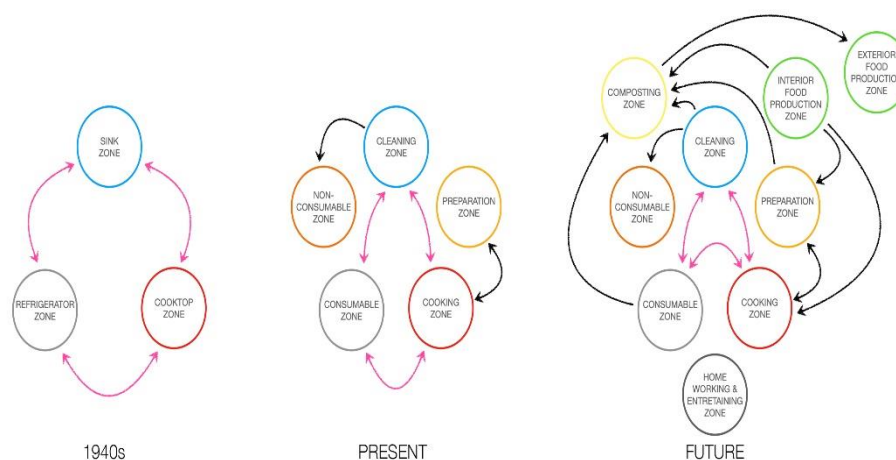 SINK
ZONE
REFRIGERATOR
ZONE
COOKTOP
ZONE
1940s
CLEANING
ZONE
NON-
CONSUMABLE
ZONE
PREPARATION
ZONE
CONSUMABLE
ZONE
COOKING
ZONE
PRESENT
EXTERIOR
FOOD
PRODUCTION
ZONE
COMPOSTING
ZONE
INTERIOR
FOOD
PRODUCTION
ZONE
CLEANING
ZONE
NON-
CONSUMABLE
ZONE
PREPARATION
ZONE
CONSUMABLE
ZONE
COOKING
ZONE
HOME
WORKING &
ENTRETAINING
ZONE
FUTURE